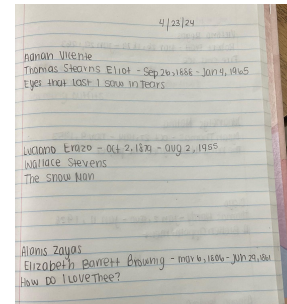 4/23/24
Adnan Vicente
Thomas Stearns Eliot - Sep 26, 1888 - Jan 4, 1965
Eyes that last I saw in Tears
Luciano Erazo - Oct 2, 1879 - Aug 2, 1955
Wallace Stevens
The Snow Man
Alanis Zayas
Elizabeth Barrett Browning - mar 6, 1806 - Jun 29, 1861
How DO I LOVE Thee?